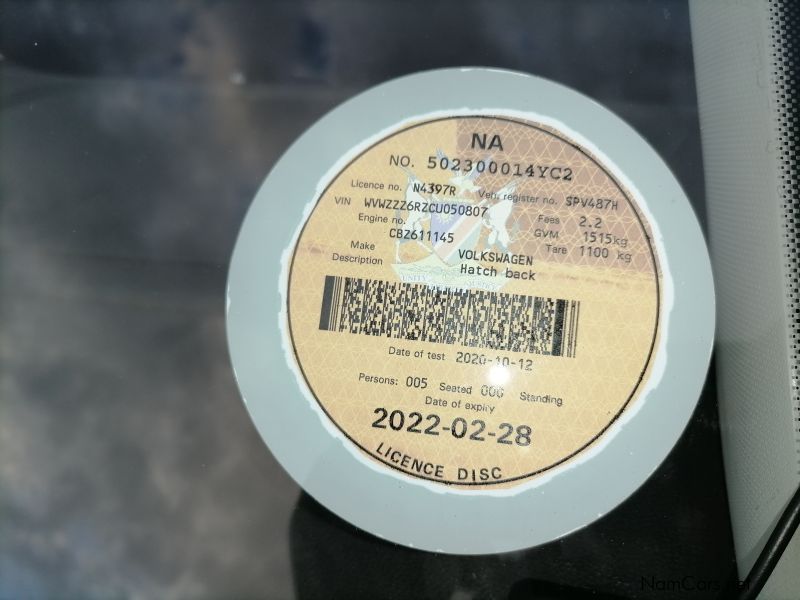 NA
NO. 502300014YC2
Licence no. N4397R Veh. register no. SPV487H
VIN WVWZZZ6RZCU050807 Fees 2.2
Engine no. GVM 1515kg
CBZ611145 Tare 1100 kg
Make VOLKSWAGEN
Description Hatch back
UNITY JUSTICE
Date of test 2020-10-12
Persons: 005 Seated 000 Standing
Date of expiry
2022-02-28
LICENCE DISC
NamCars.net